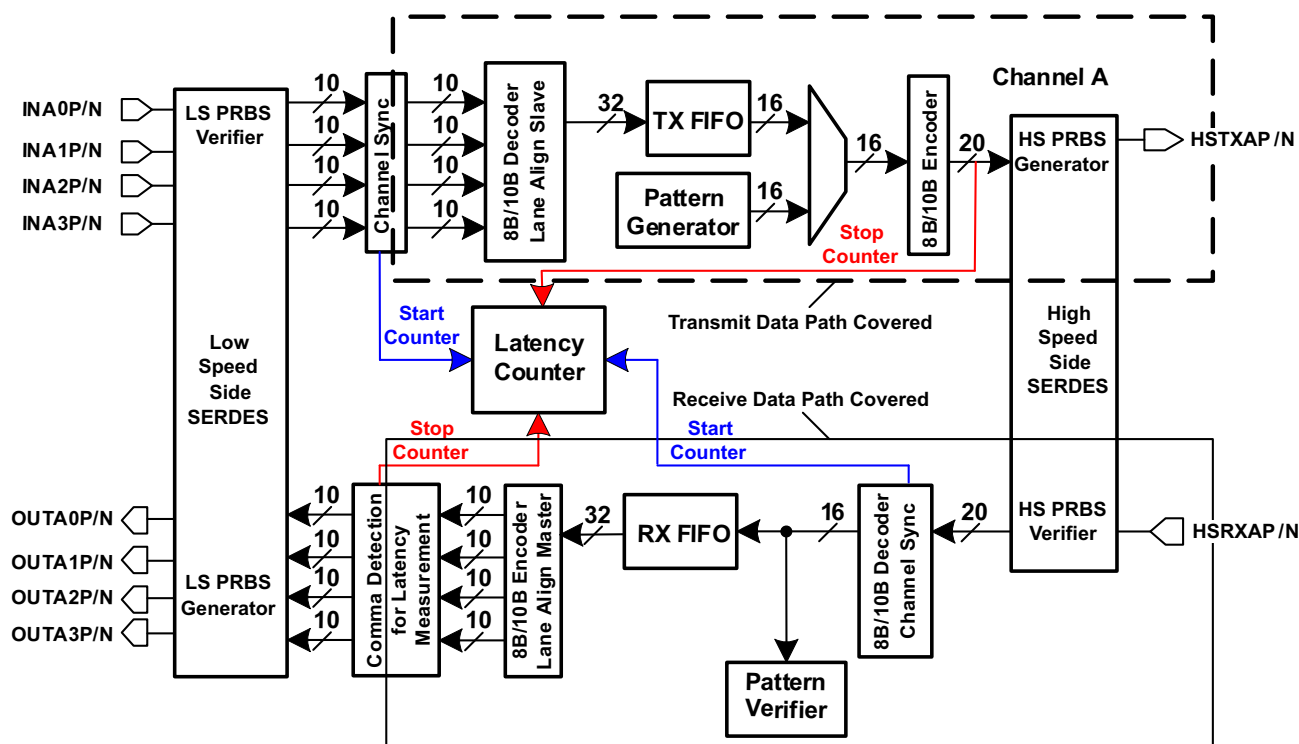 Channel A
INA0P/N
INA1P/N
INA2P/N
INA3P/N
LS PRBS
Verifier
10
10
10
10
Channel Sync
10
10
10
10
8B/10B Decoder
Lane Align Slave
32
TX FIFO
16
Pattern
Generator
16
16
8B/10B Encoder
20
HS PRBS
Generator
HSTXAP/N
Stop
Counter
Start
Counter
Latency
Counter
Transmit Data Path Covered
Low
Speed
Side
SERDES
High
Speed
Side
SERDES
Receive Data Path Covered
Stop
Counter
Start
Counter
OUTA0P/N
OUTA1P/N
OUTA2P/N
OUTA3P/N
LS PRBS
Generator
10
10
10
10
Comma Detection
for Latency
Measurement
10
10
10
10
8B/10B Encoder
Lane Align Master
32
RX FIFO
16
8B/10B Decoder
Channel Sync
20
HS PRBS
Verifier
HSRXAP/N
Pattern
Verifier